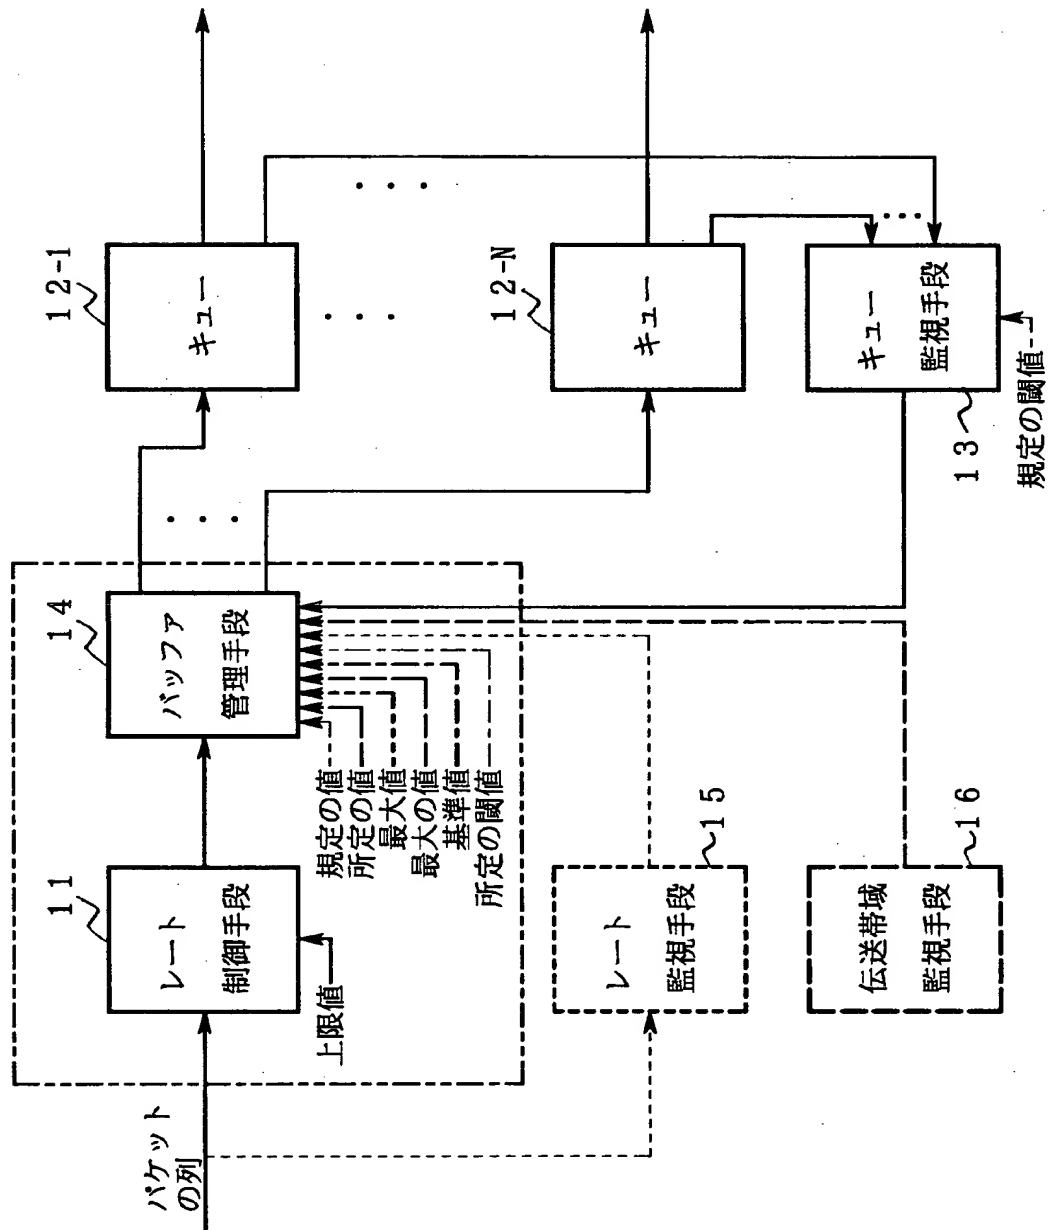 パケット
の列
11
レート
制御手段
上限値
14
バッファ
管理手段
規定の値
所定の値
最大値
最大の値
基準値
所定の閾値
12-1
キュー
12-N
キュー
キュー
監視手段
13
規定の閾値
レート
監視手段
15
伝送帯域
監視手段
16